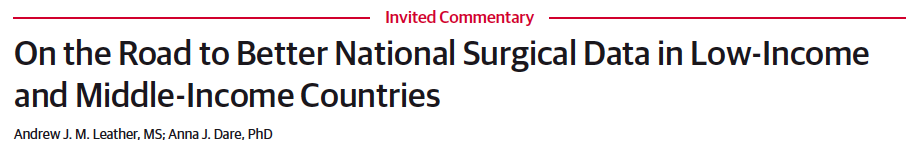 Invited Commentary
On the Road to Better National Surgical Data in Low-Income
and Middle-Income Countries
Andrew J. M. Leather, MS; Anna J. Dare, PhD